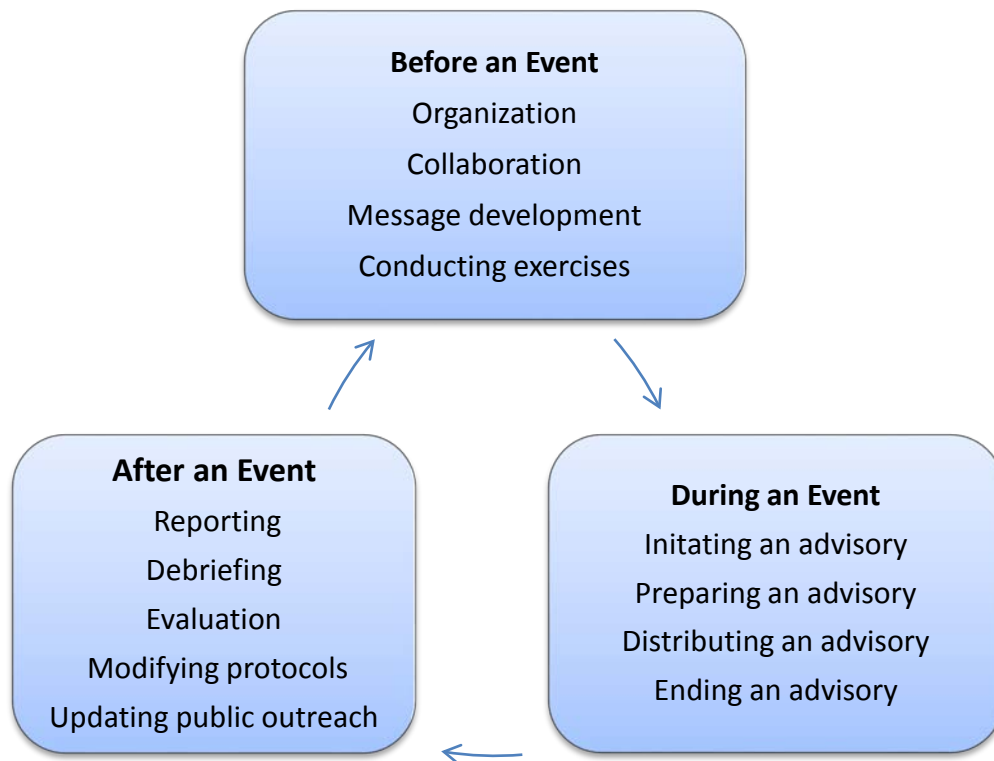 Before an Event
Organization
Collaboration
Message development
Conducting exercises
After an Event
Reporting
Debriefing
Evaluation
Modifying protocols
Updating public outreach
During an Event
Initating an advisory
Preparing an advisory
Distributing an advisory
Ending an advisory